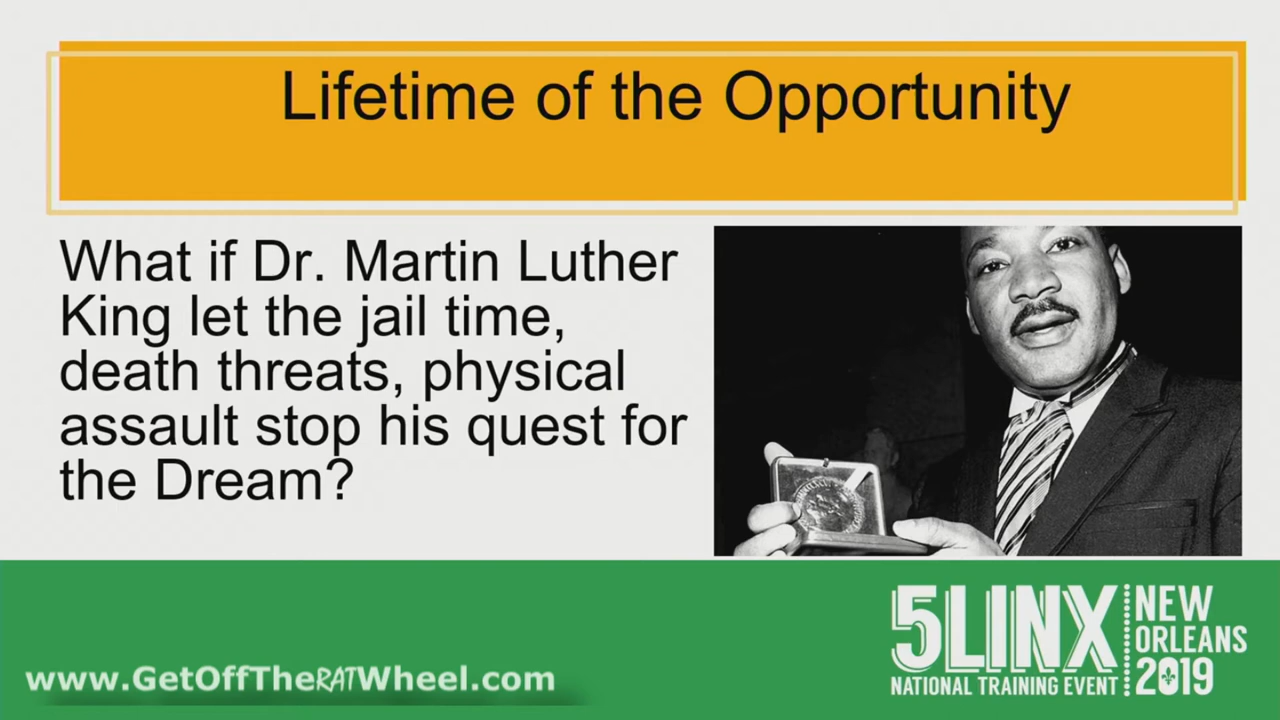 Lifetime of the Opportunity
What if Dr. Martin Luther
King let the jail time,
death threats, physical
assault stop his quest for
the Dream?
www.GetOffTheRATWheel.com
5LINX
NATIONAL TRAINING EVENT
NEW
ORLEANS
2019